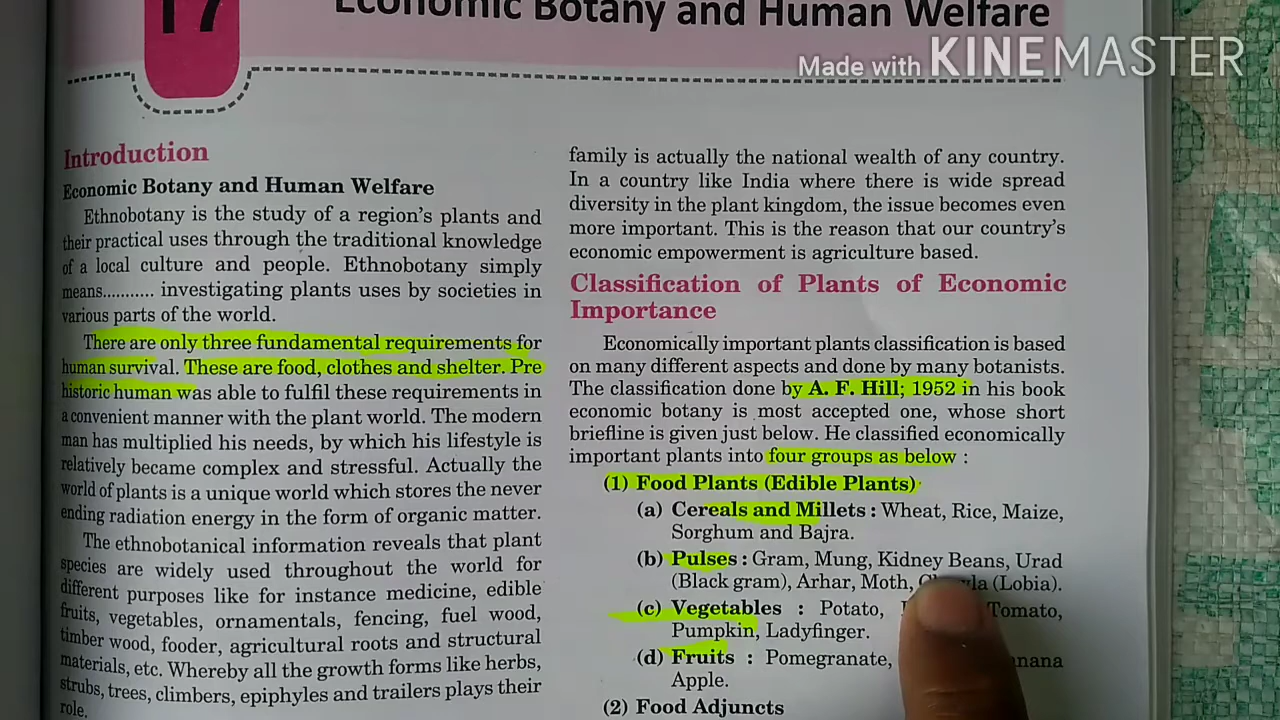 17
Economic Botany and Human Welfare
Made with KINEMASTER
Introduction
Economic Botany and Human Welfare
Ethnobotany is the study of a region's plants and
their practical uses through the traditional knowledge
of a local culture and people. Ethnobotany simply
means........... investigating plants uses by societies in
various parts of the world.
There are only three fundamental requirements for
human survival. These are food, clothes and shelter. Pre
historic human was able to fulfil these requirements in
a convenient manner with the plant world. The modern
man has multiplied his needs, by which his lifestyle is
relatively became complex and stressful. Actually the
world of plants is a unique world which stores the never
ending radiation energy in the form of organic matter.
The ethnobotanical information reveals that plant
species are widely used throughout the world for
different purposes like for instance medicine, edible
fruits, vegetables, ornamentals, fencing, fuel wood,
timber wood, fooder, agricultural roots and structural
materials, etc. Whereby all the growth forms like herbs,
strubs, trees, climbers, epiphyles and trailers plays their
role.
family is actually the national wealth of any country.
In a country like India where there is wide spread
diversity in the plant kingdom, the issue becomes even
more important. This is the reason that our country's
economic empowerment is agriculture based.
Classification of Plants of Economic
Importance
Economically important plants classification is based
on many different aspects and done by many botanists.
The classification done by A. F. Hill; 1952 in his book
economic botany is most accepted one, whose short
briefline is given just below. He classified economically
important plants into four groups as below :
(1) Food Plants (Edible Plants)
(a) Cereals and Millets : Wheat, Rice, Maize,
Sorghum and Bajra.
(b) Pulses : Gram, Mung, Kidney Beans, Urad
(Black gram), Arhar, Moth, (Lobia).
(c) Vegetables : Potato, Tomato,
Pumpkin, Ladyfinger.
(d) Fruits : Pomegranate,
Apple.
(2) Food Adjuncts